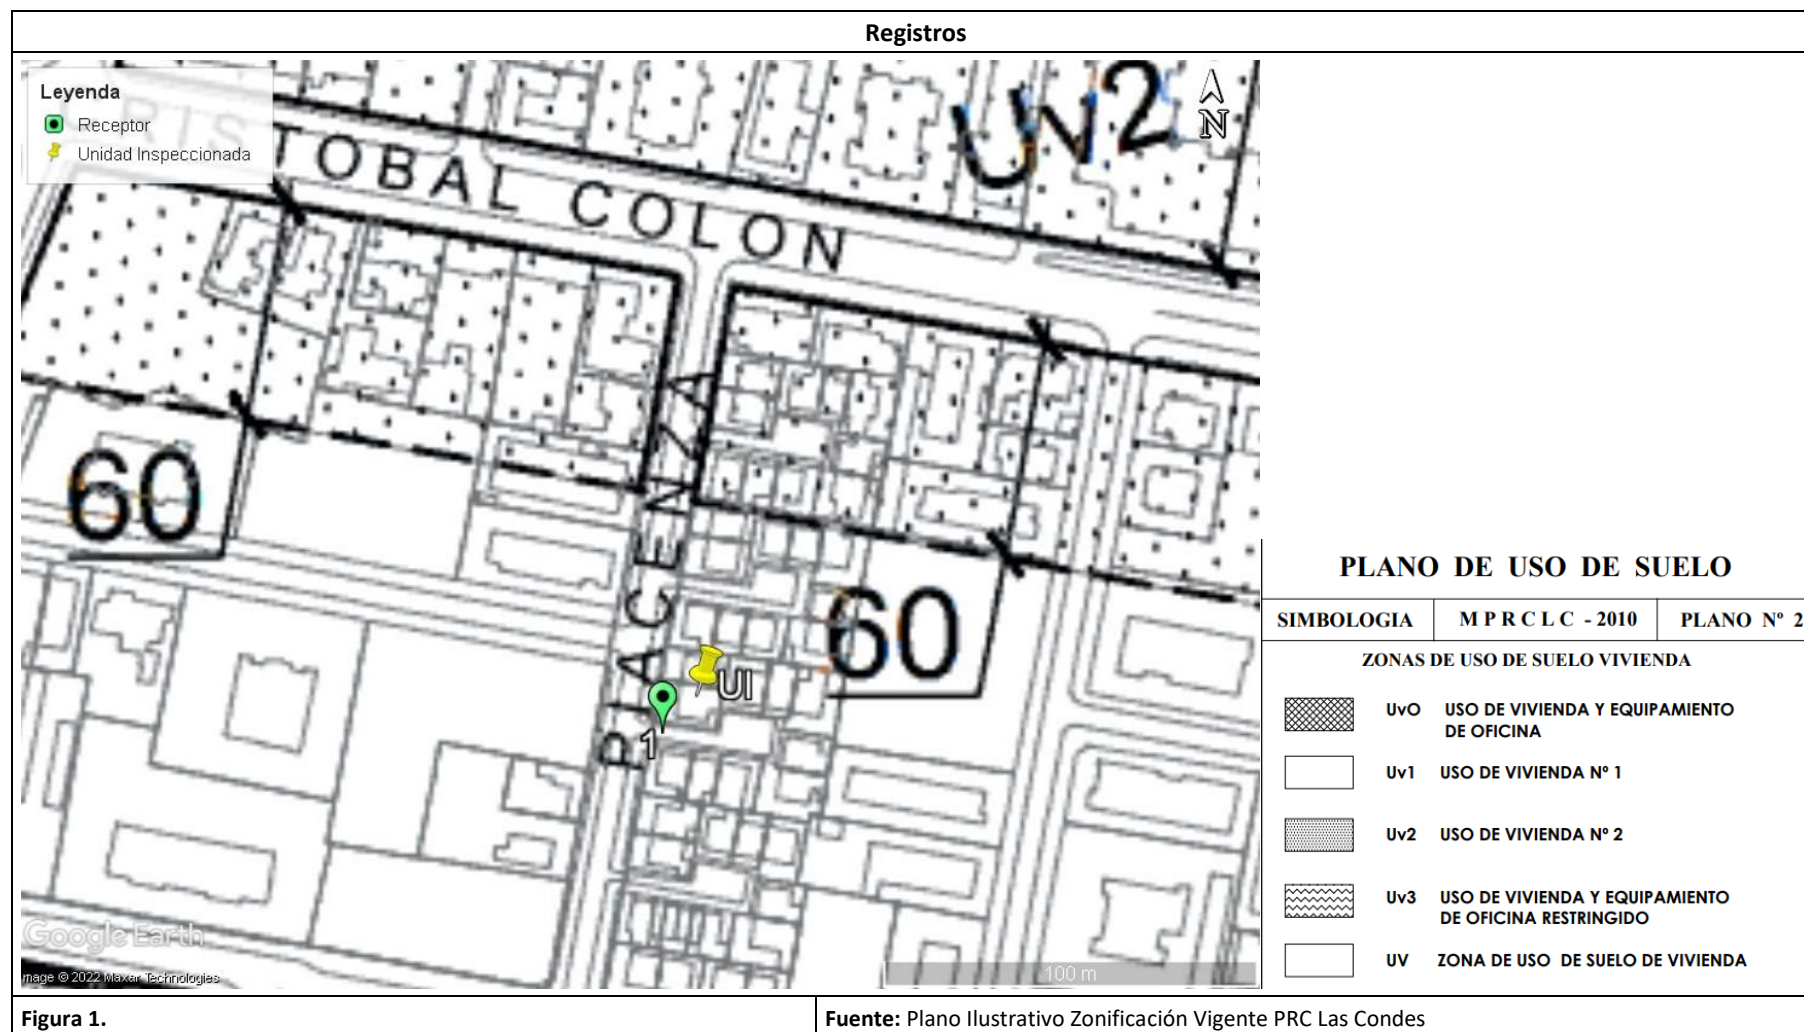 Registros
Leyenda
Receptor
Unidad Inspeccionada
N
Uv2
RISTOBAL COLON
PIACENZA
60
60
UI
1
Google Earth
mage © 2022 Maxar Technologies
100 m
PLANO DE USO DE SUELO
SIMBOLOGIA M P R C L C - 2010 PLANO Nº 2
ZONAS DE USO DE SUELO VIVIENDA
UvO USO DE VIVIENDA Y EQUIPAMIENTO
DE OFICINA
Uv1 USO DE VIVIENDA Nº 1
Uv2 USO DE VIVIENDA Nº 2
Uv3 USO DE VIVIENDA Y EQUIPAMIENTO
DE OFICINA RESTRINGIDO
UV ZONA DE USO DE SUELO DE VIVIENDA
Figura 1.
Fuente: Plano Ilustrativo Zonificación Vigente PRC Las Condes